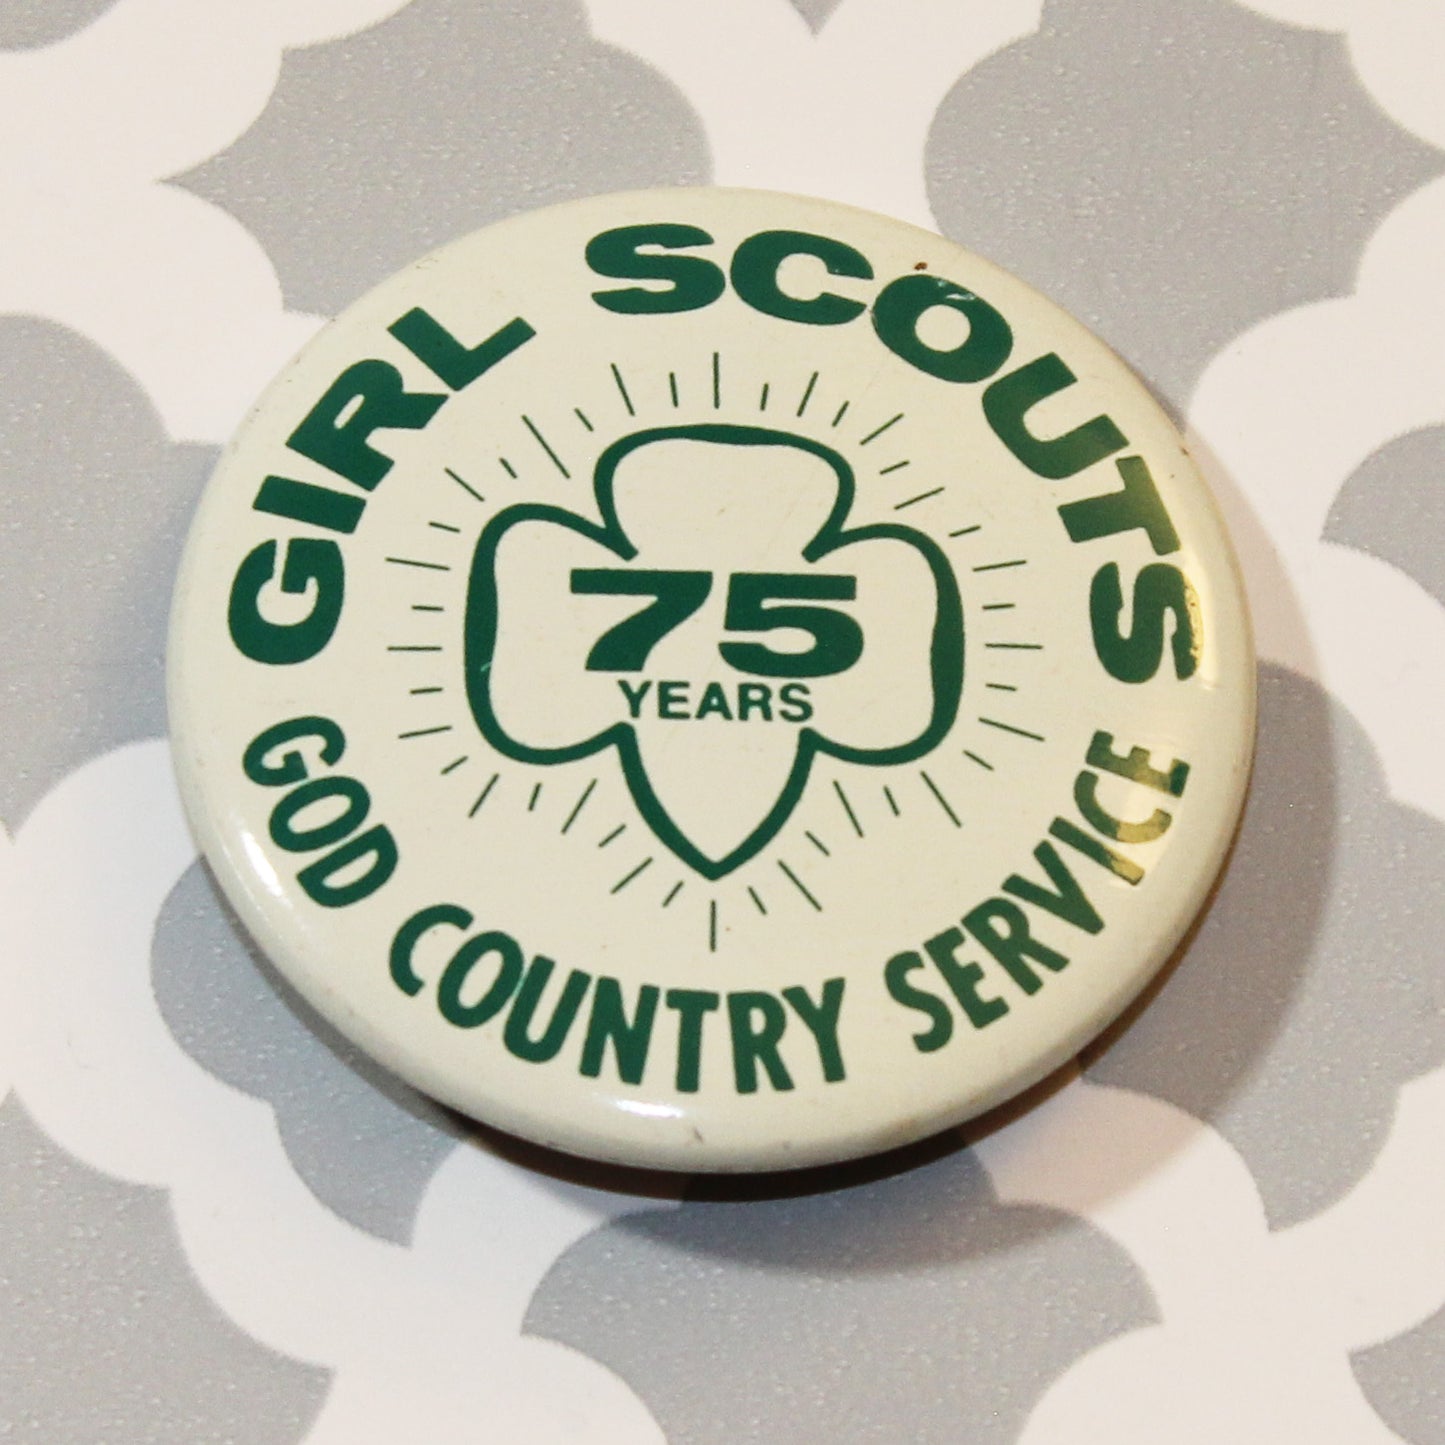 GIRL SCOUTS
75
YEARS
GOD COUNTRY SERVICE